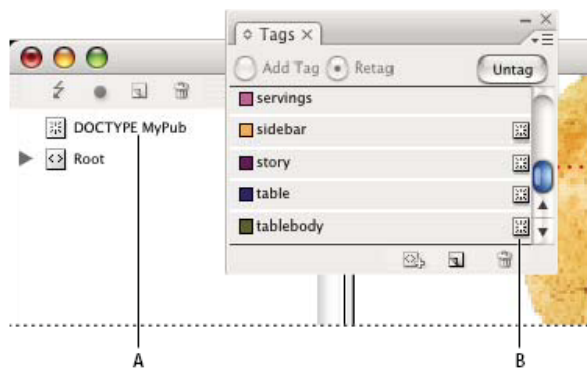 Tags
Add Tag
Retag
Untag
servings
sidebar
story
table
tablebody
DOCTYPE MyPub
Root
A
B